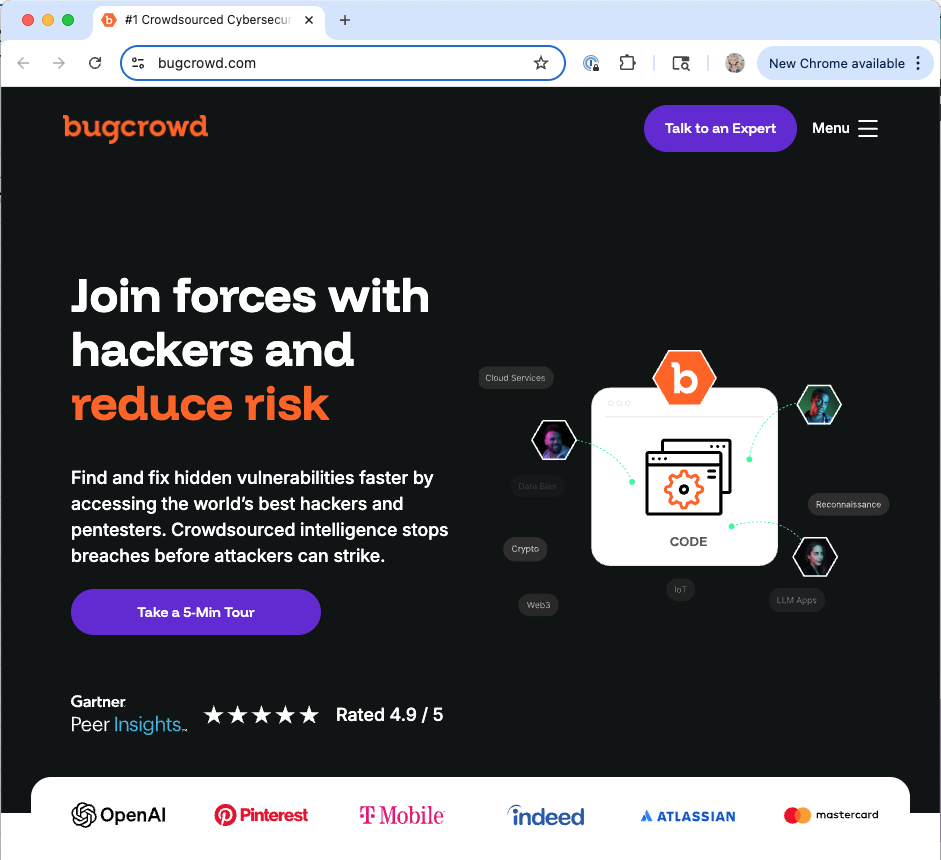 #1 Crowdsourced Cybersecur
bugcrowd.com
New Chrome available
bugcrowd
Talk to an Expert
Menu
Join forces with
hackers and
reduce risk
Find and fix hidden vulnerabilities faster by
accessing the world’s best hackers and
pentesters. Crowdsourced intelligence stops
breaches before attackers can strike.
Take a 5-Min Tour
Cloud Services
b
Data Bias
Reconnaissance
CODE
Crypto
IoT
Web3
LLM Apps
Gartner
Peer Insights™
Rated 4.9 / 5
OpenAI
Pinterest
T Mobile
indeed
ATLASSIAN
mastercard